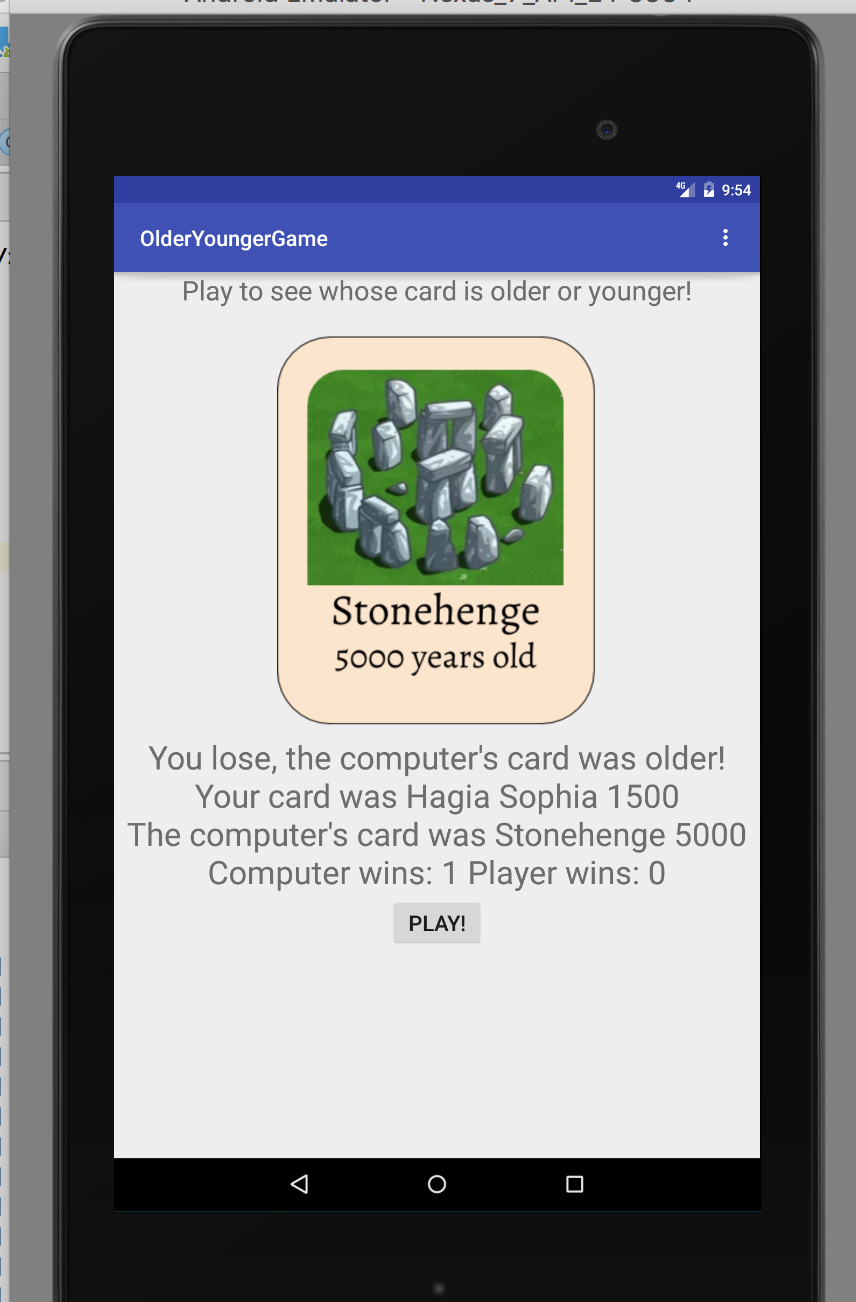 4G 9:54
OlderYoungerGame
Play to see whose card is older or younger!
Stonehenge
5000 years old
You lose, the computer's card was older!
Your card was Hagia Sophia 1500
The computer's card was Stonehenge 5000
Computer wins: 1 Player wins: 0
PLAY!